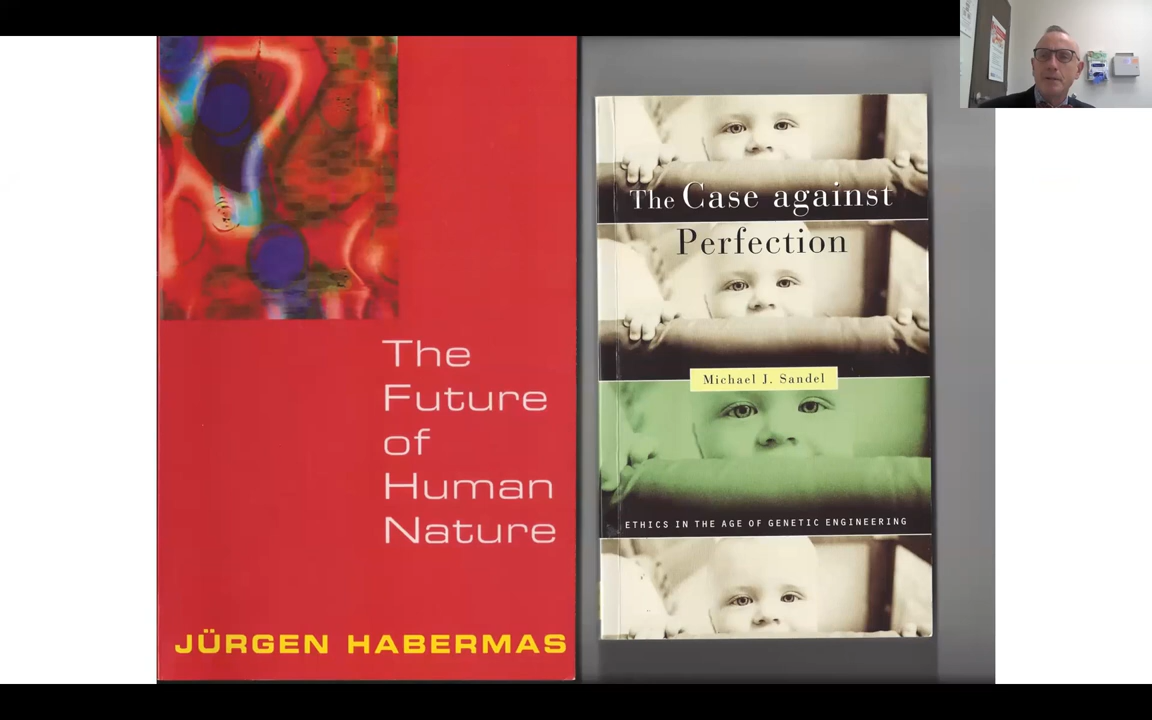 The
Future
of
Human
Nature
JÜRGEN HABERMAS
The Case against
Perfection
Michael J. Sandel
ETHICS IN THE AGE OF GENETIC ENGINEERING